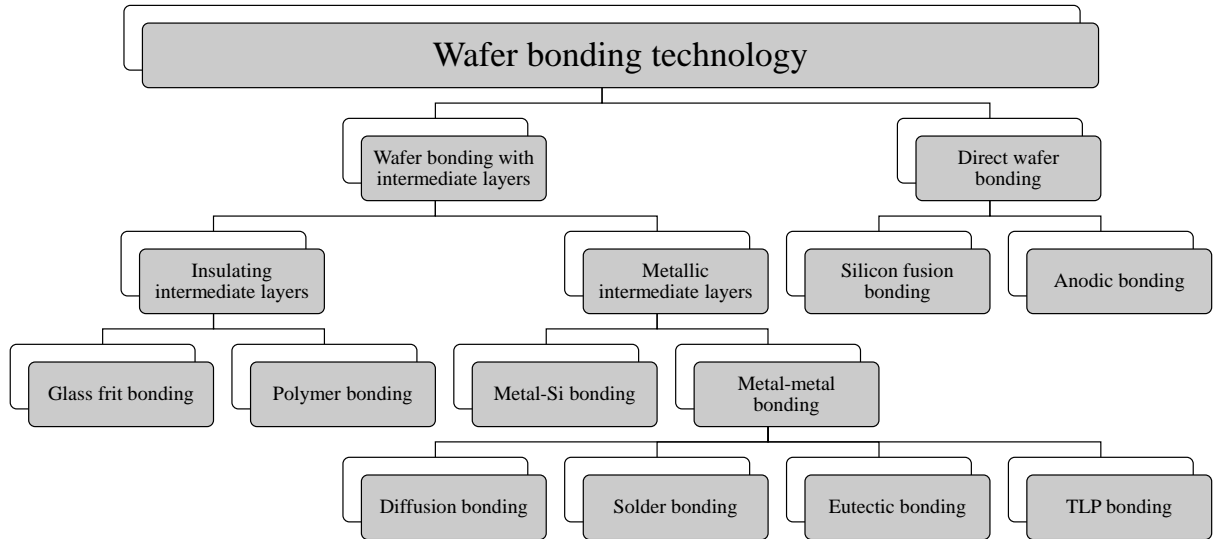 Wafer bonding technology
Wafer bonding with
intermediate layers
Direct wafer
bonding
Insulating
intermediate layers
Metallic
intermediate layers
Silicon fusion
bonding
Anodic bonding
Glass frit bonding
Polymer bonding
Metal-Si bonding
Metal-metal
bonding
Diffusion bonding
Solder bonding
Eutectic bonding
TLP bonding